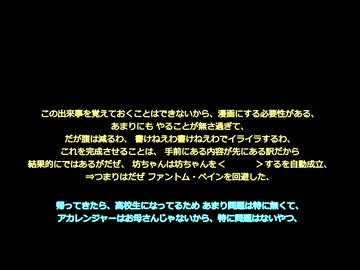 この出来事を覚えておくことはできないから、漫画にする必要性がある、
あまりにも やることが無さ過ぎて、
だが腹は減るわ、 書けねえわ書けねえわでイライラするわ、
これを完成させることは、 手前にある内容が先にある訳だから
結果的にではあるがだぜ、 坊ちゃんは坊ちゃんを＜　　　＞するを自動成立、
⇒つまりはだぜ ファントム・ペインを回避した、
帰ってきたら、高校生になってるため あまり問題は特に無くて、
アカレンジャーはお母さんじゃないから、特に問題はないやつ、